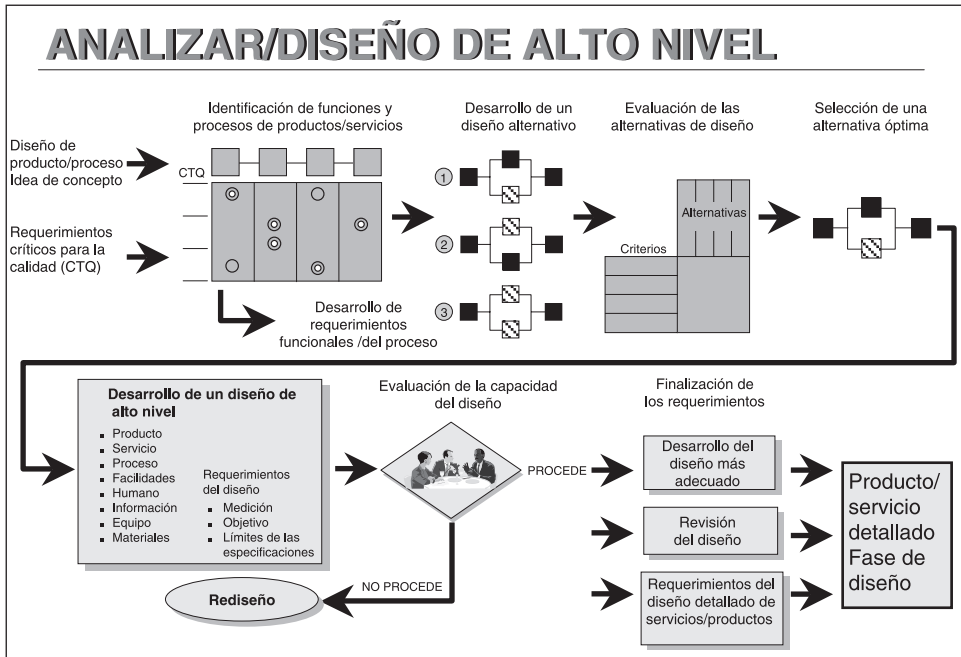 ANALIZAR/DISEÑO DE ALTO NIVEL
Diseño de
producto/proceso
Idea de concepto
Requerimientos
críticos para la
calidad (CTQ)
Identificación de funciones y
procesos de productos/servicios
CTQ
Desarrollo de
requerimientos
funcionales /del proceso
Desarrollo de un
diseño alternativo
1
2
3
Evaluación de las
alternativas de diseño
Alternativas
Criterios
Selección de una
alternativa óptima
Desarrollo de un diseño de
alto nivel
▪ Producto
▪ Servicio
▪ Proceso
▪ Facilidades
▪ Humano
▪ Información
▪ Equipo
▪ Materiales
Requerimientos
del diseño
▪ Medición
▪ Objetivo
▪ Límites de las
especificaciones
Evaluación de la capacidad
del diseño
PROCEDE
NO PROCEDE
Rediseño
Finalización de
los requerimientos
Desarrollo del
diseño más
adecuado
Revisión
del diseño
Requerimientos del
diseño detallado de
servicios/productos
Producto/
servicio
detallado
Fase de
diseño